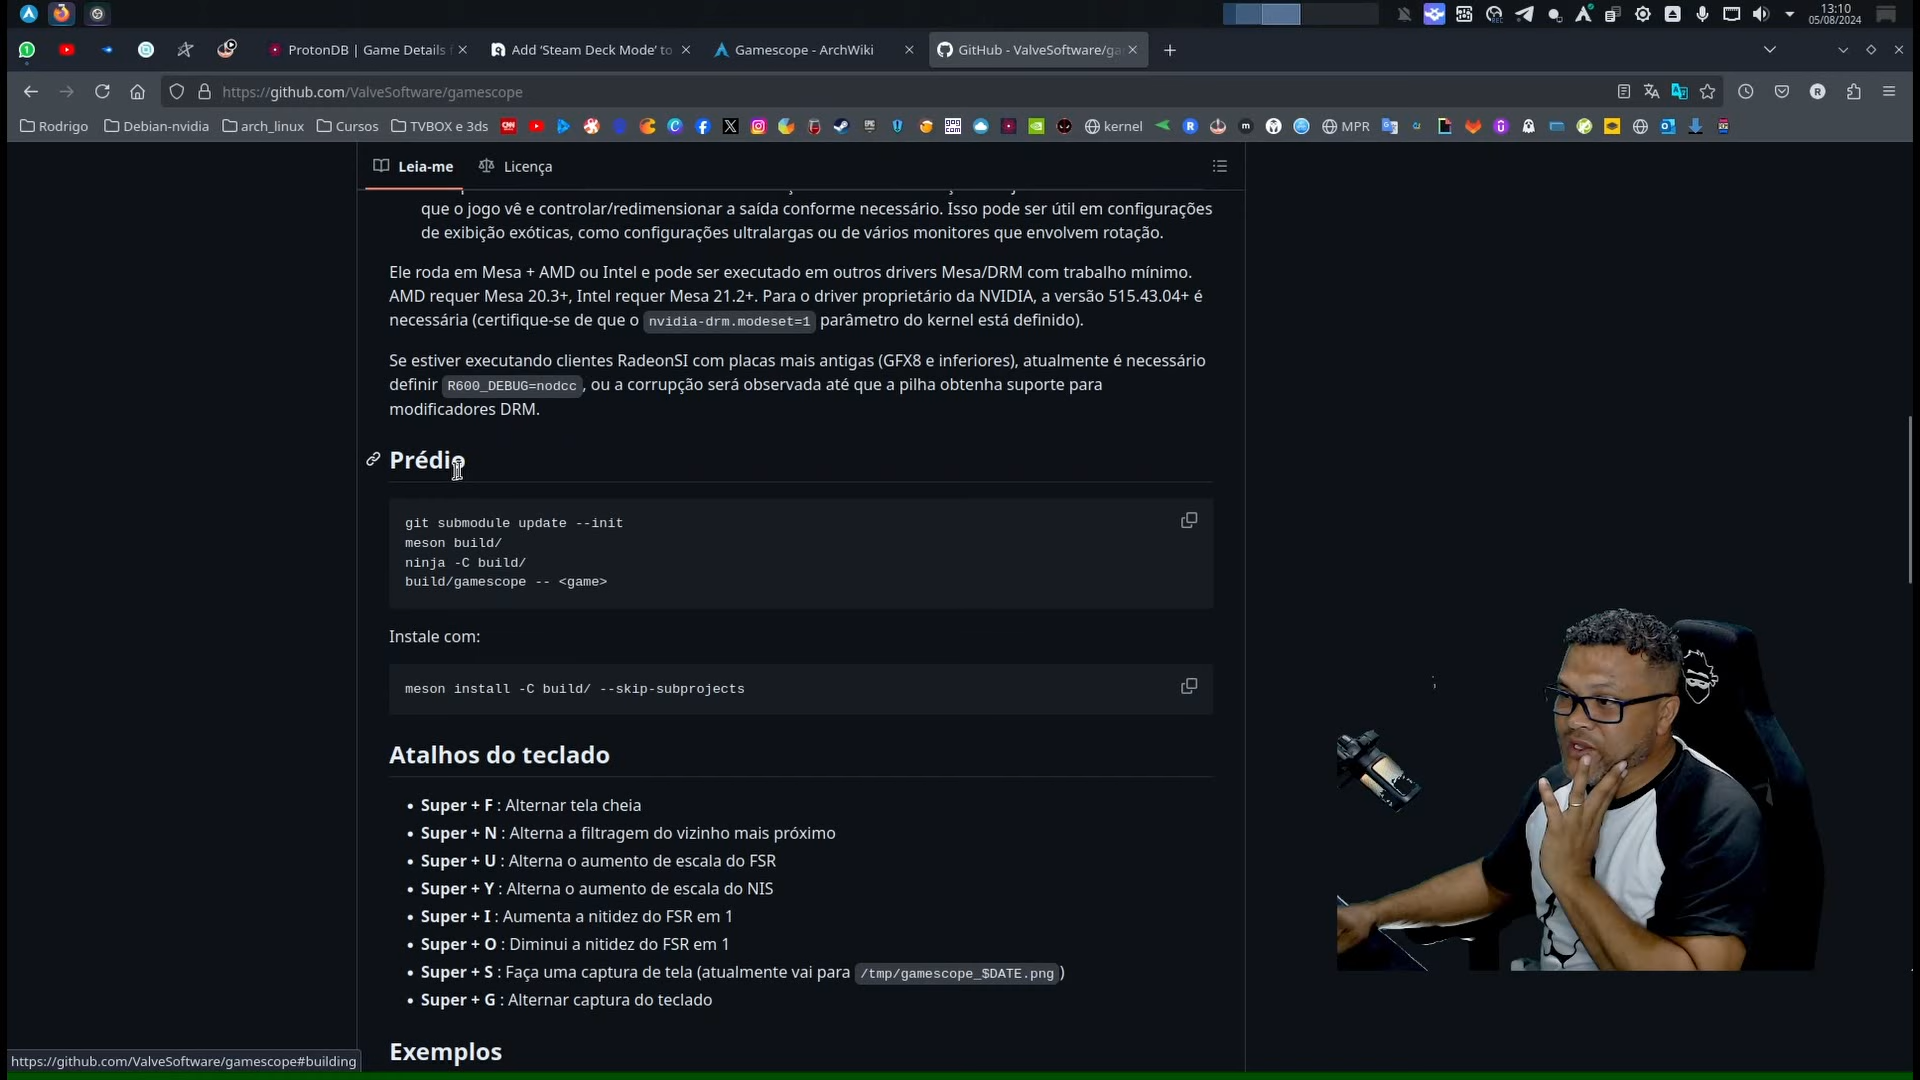 13:10
05/08/2024
ProtonDB | Game Details f
Add ‘Steam Deck Mode’ to
Gamescope - ArchWiki
GitHub - ValveSoftware/ga
https://github.com/ValveSoftware/gamescope
Rodrigo
Debian-nvidia
arch_linux
Cursos
TVBOX e 3ds
kernel
MPR
Leia-me
Licença
que o jogo vê e controlar/redimensionar a saída conforme necessário. Isso pode ser útil em configurações
de exibição exóticas, como configurações ultralargas ou de vários monitores que envolvem rotação.
Ele roda em Mesa + AMD ou Intel e pode ser executado em outros drivers Mesa/DRM com trabalho mínimo.
AMD requer Mesa 20.3+, Intel requer Mesa 21.2+. Para o driver proprietário da NVIDIA, a versão 515.43.04+ é
necessária (certifique-se de que o nvidia-drm.modeset=1 parâmetro do kernel está definido).
Se estiver executando clientes RadeonSI com placas mais antigas (GFX8 e inferiores), atualmente é necessário
definir R600_DEBUG=nodcc, ou a corrupção será observada até que a pilha obtenha suporte para
modificadores DRM.
Prédio
git submodule update --init
meson build/
ninja -C build/
build/gamescope -- <game>
Instale com:
meson install -C build/ --skip-subprojects
Atalhos do teclado
• Super + F : Alternar tela cheia
• Super + N : Alterna a filtragem do vizinho mais próximo
• Super + U : Alterna o aumento de escala do FSR
• Super + Y : Alterna o aumento de escala do NIS
• Super + I : Aumenta a nitidez do FSR em 1
• Super + O : Diminui a nitidez do FSR em 1
• Super + S : Faça uma captura de tela (atualmente vai para /tmp/gamescope_$DATE.png)
• Super + G : Alternar captura do teclado
Exemplos
https://github.com/ValveSoftware/gamescope#building